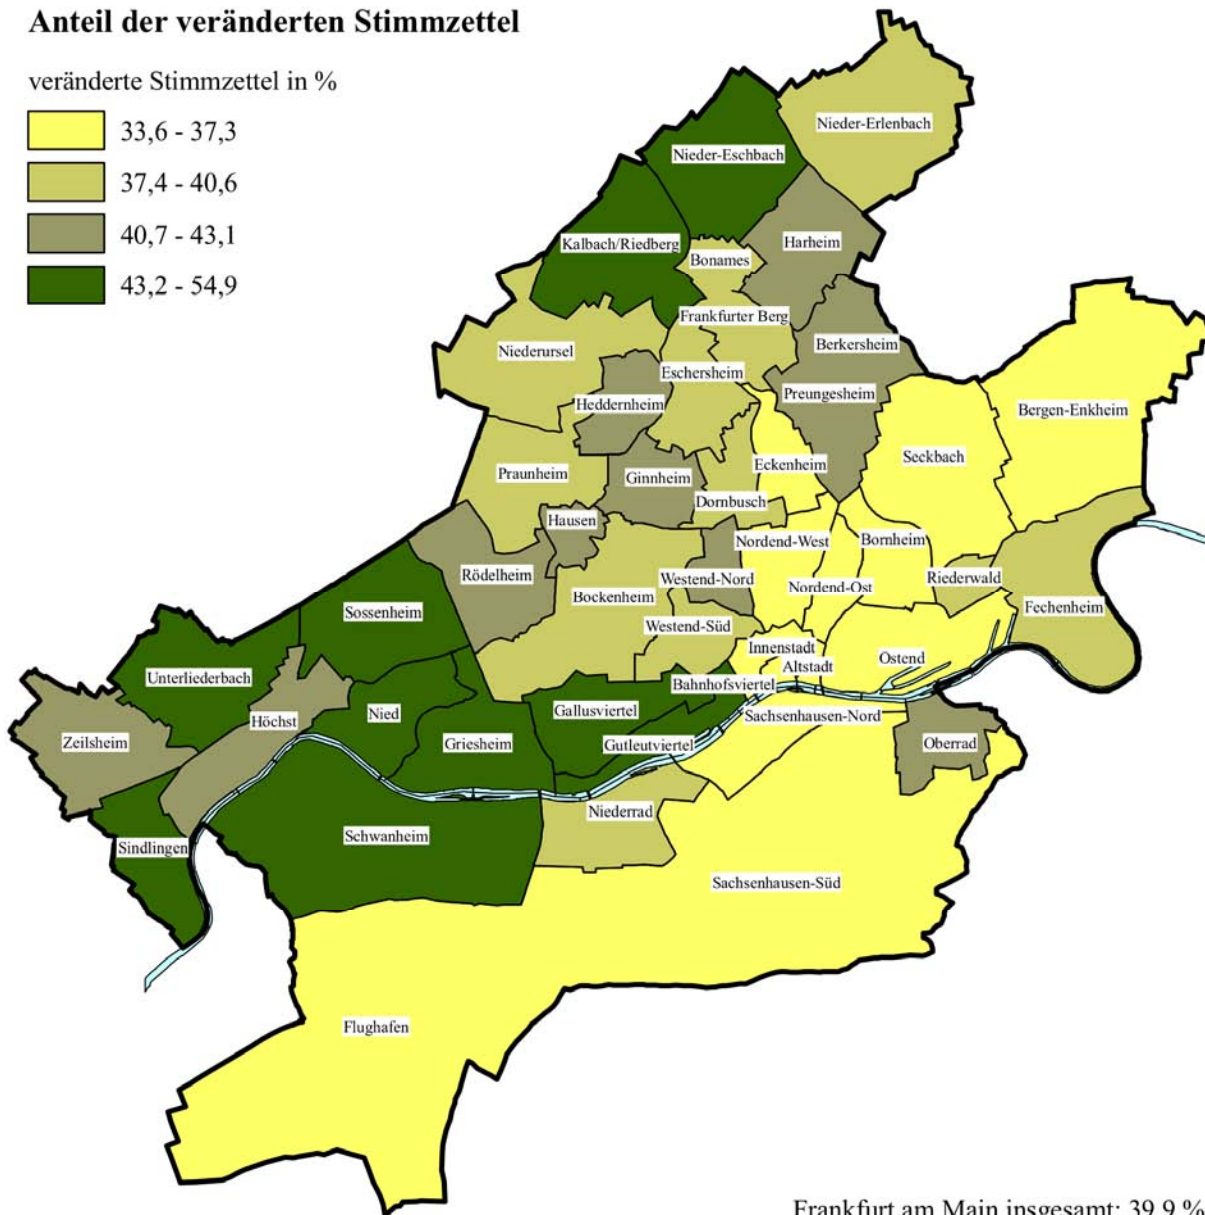 Anteil der veränderten Stimmzettel
veränderte Stimmzettel in %
33,6 - 37,3
37,4 - 40,6
40,7 - 43,1
43,2 - 54,9
Nieder-Erlenbach
Nieder-Eschbach
Kalbach/Riedberg
Harheim
Bonames
Frankfurter Berg
Berkersheim
Niederursel
Eschersheim
Preungesheim
Heddernheim
Bergen-Enkheim
Seckbach
Eckenheim
Praunheim
Ginnheim
Dornbusch
Hausen
Nordend-West
Bornheim
Rödelheim
Westend-Nord
Nordend-Ost
Riederwald
Bockenheim
Fechenheim
Sossenheim
Westend-Süd
Innenstadt
Altstadt
Ostend
Unterliederbach
Bahnhofsviertel
Gallusviertel
Nied
Höchst
Sachsenhausen-Nord
Zeilsheim
Griesheim
Gutleutviertel
Oberrad
Niederrad
Schwanheim
Sindlingen
Sachsenhausen-Süd
Flughafen
Frankfurt am Main insgesamt: 39,9 %